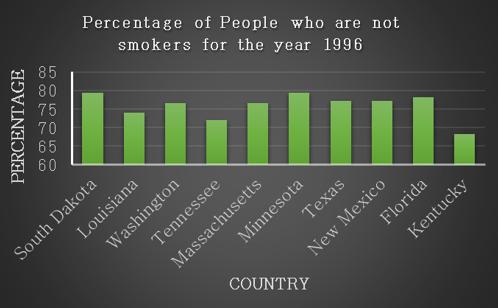 Percentage of People who are not
smokers for the year 1996
PERCENTAGE
85
80
75
70
65
60
South Dakota
Louisiana
Washington
Tennessee
Massachusetts
Minnesota
Texas
New Mexico
Florida
Kentucky
COUNTRY